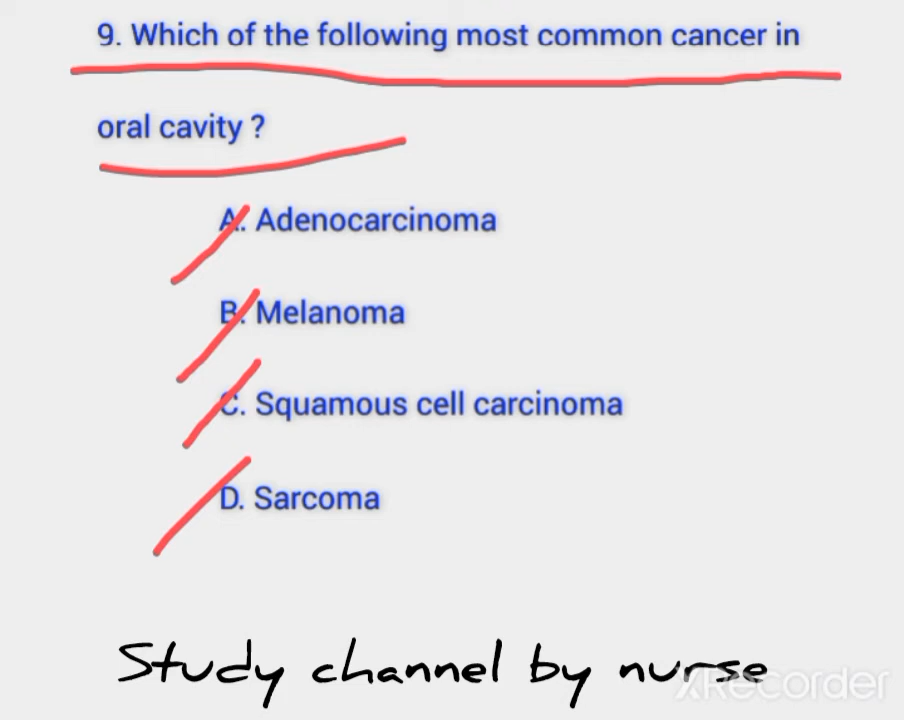 9. Which of the following most common cancer in
oral cavity ?
A. Adenocarcinoma
B. Melanoma
C. Squamous cell carcinoma
D. Sarcoma
Study channel by nurse
XRecorder